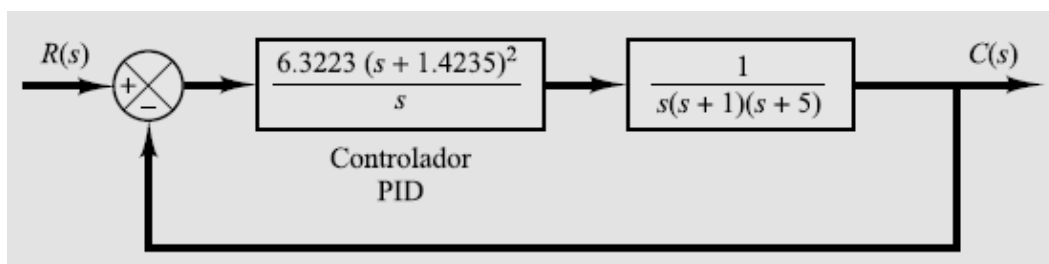 R(s)
+
−
6.3223 (s + 1.4235)²
s
1
s(s + 1)(s + 5)
C(s)
Controlador
PID